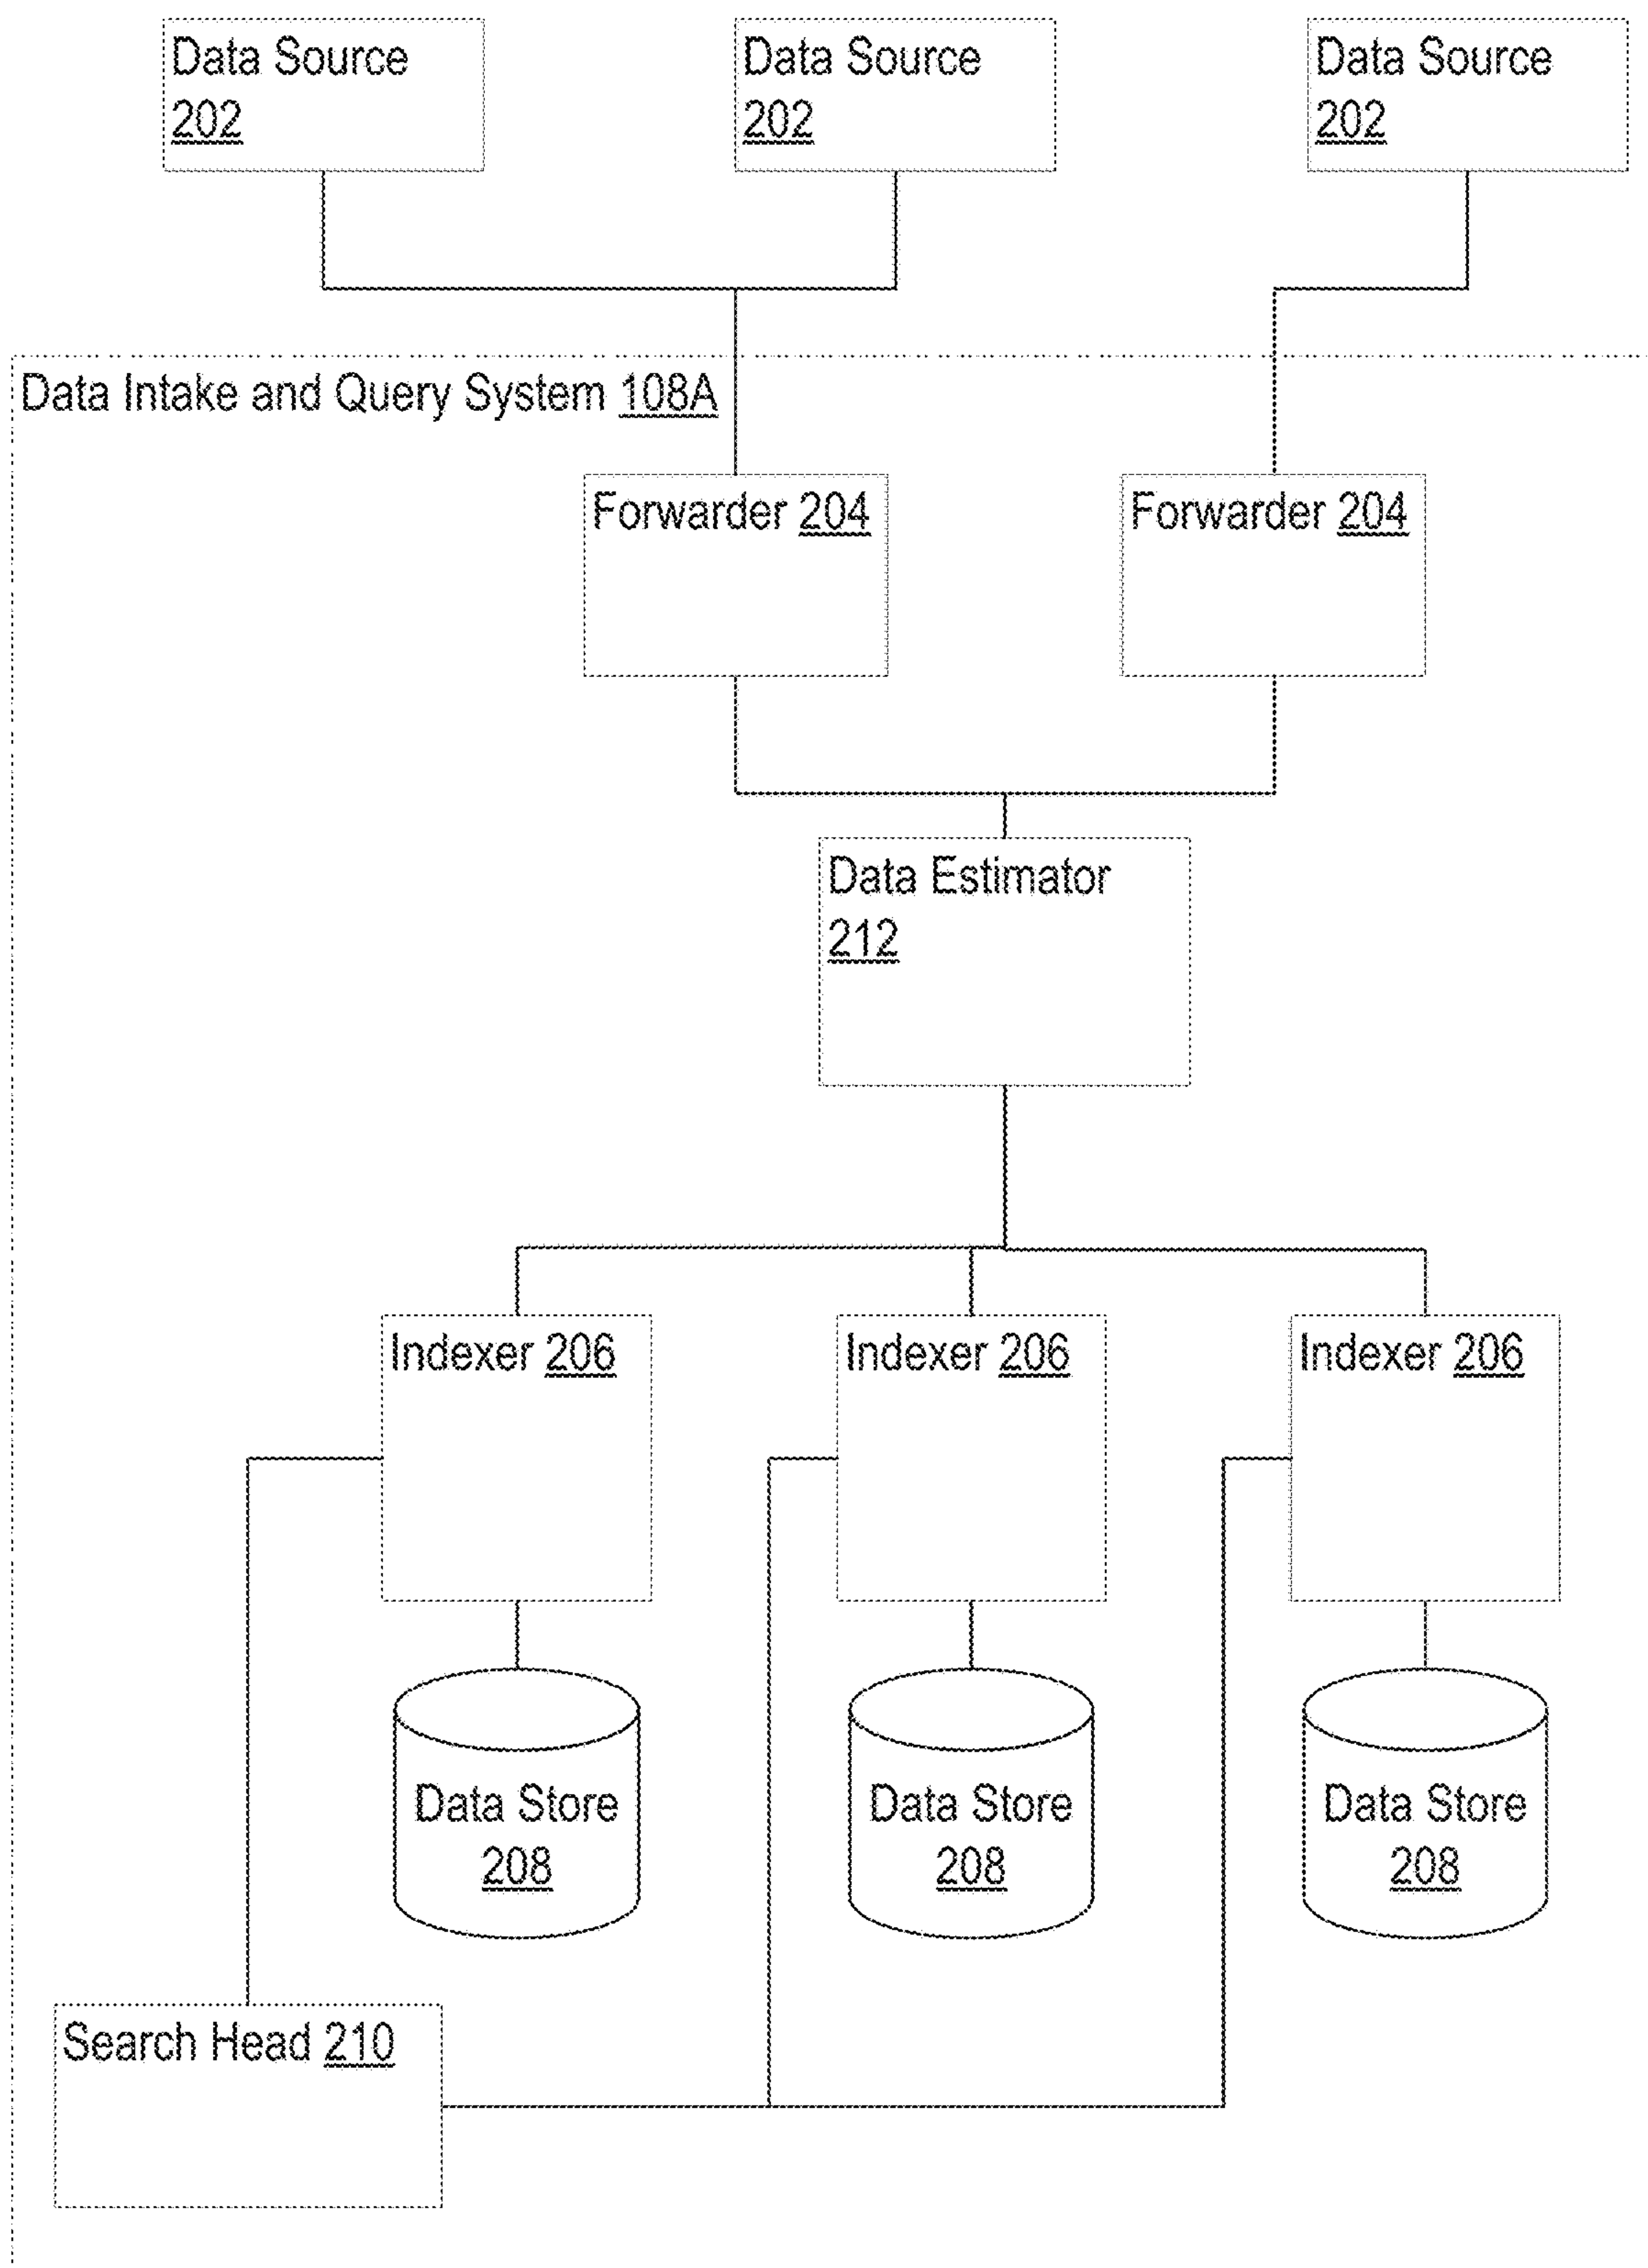 Data Source
202
Data Source
202
Data Source
202
Data Intake and Query System 108A
Forwarder 204
Forwarder 204
Data Estimator
212
Indexer 206
Indexer 206
Indexer 206
Data Store
208
Data Store
208
Data Store
208
Search Head 210